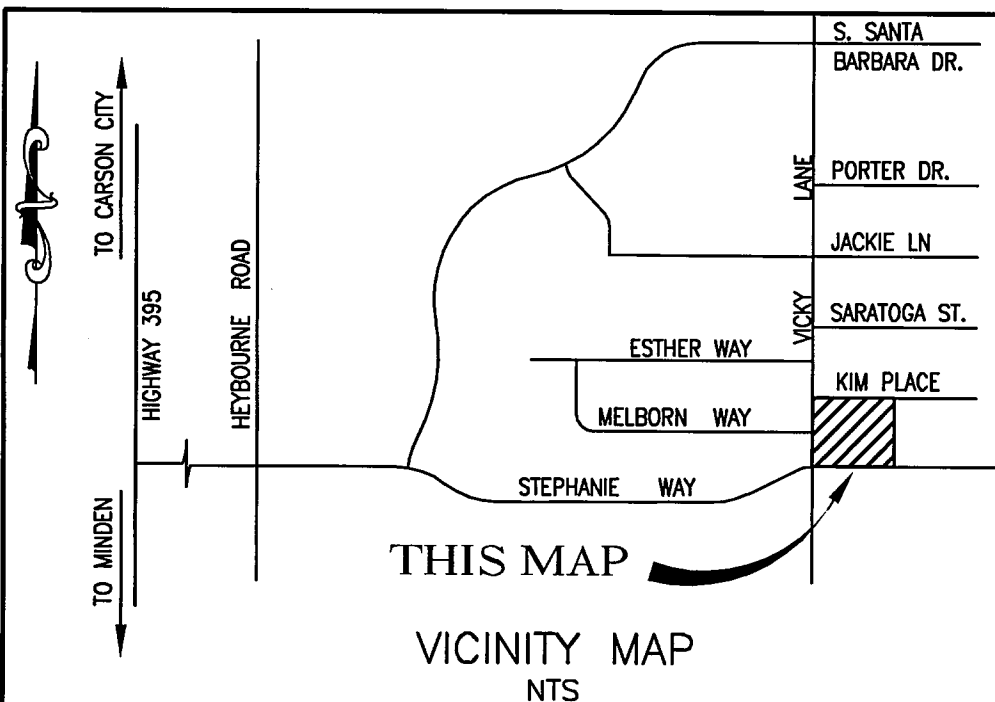 S. SANTA
BARBARA DR.
TO CARSON CITY
LANE
PORTER DR.
JACKIE LN
HIGHWAY 395
HEYBOURNE ROAD
VICKY
SARATOGA ST.
ESTHER WAY
KIM PLACE
MELBORN WAY
STEPHANIE WAY
TO MINDEN
THIS MAP
VICINITY MAP
NTS